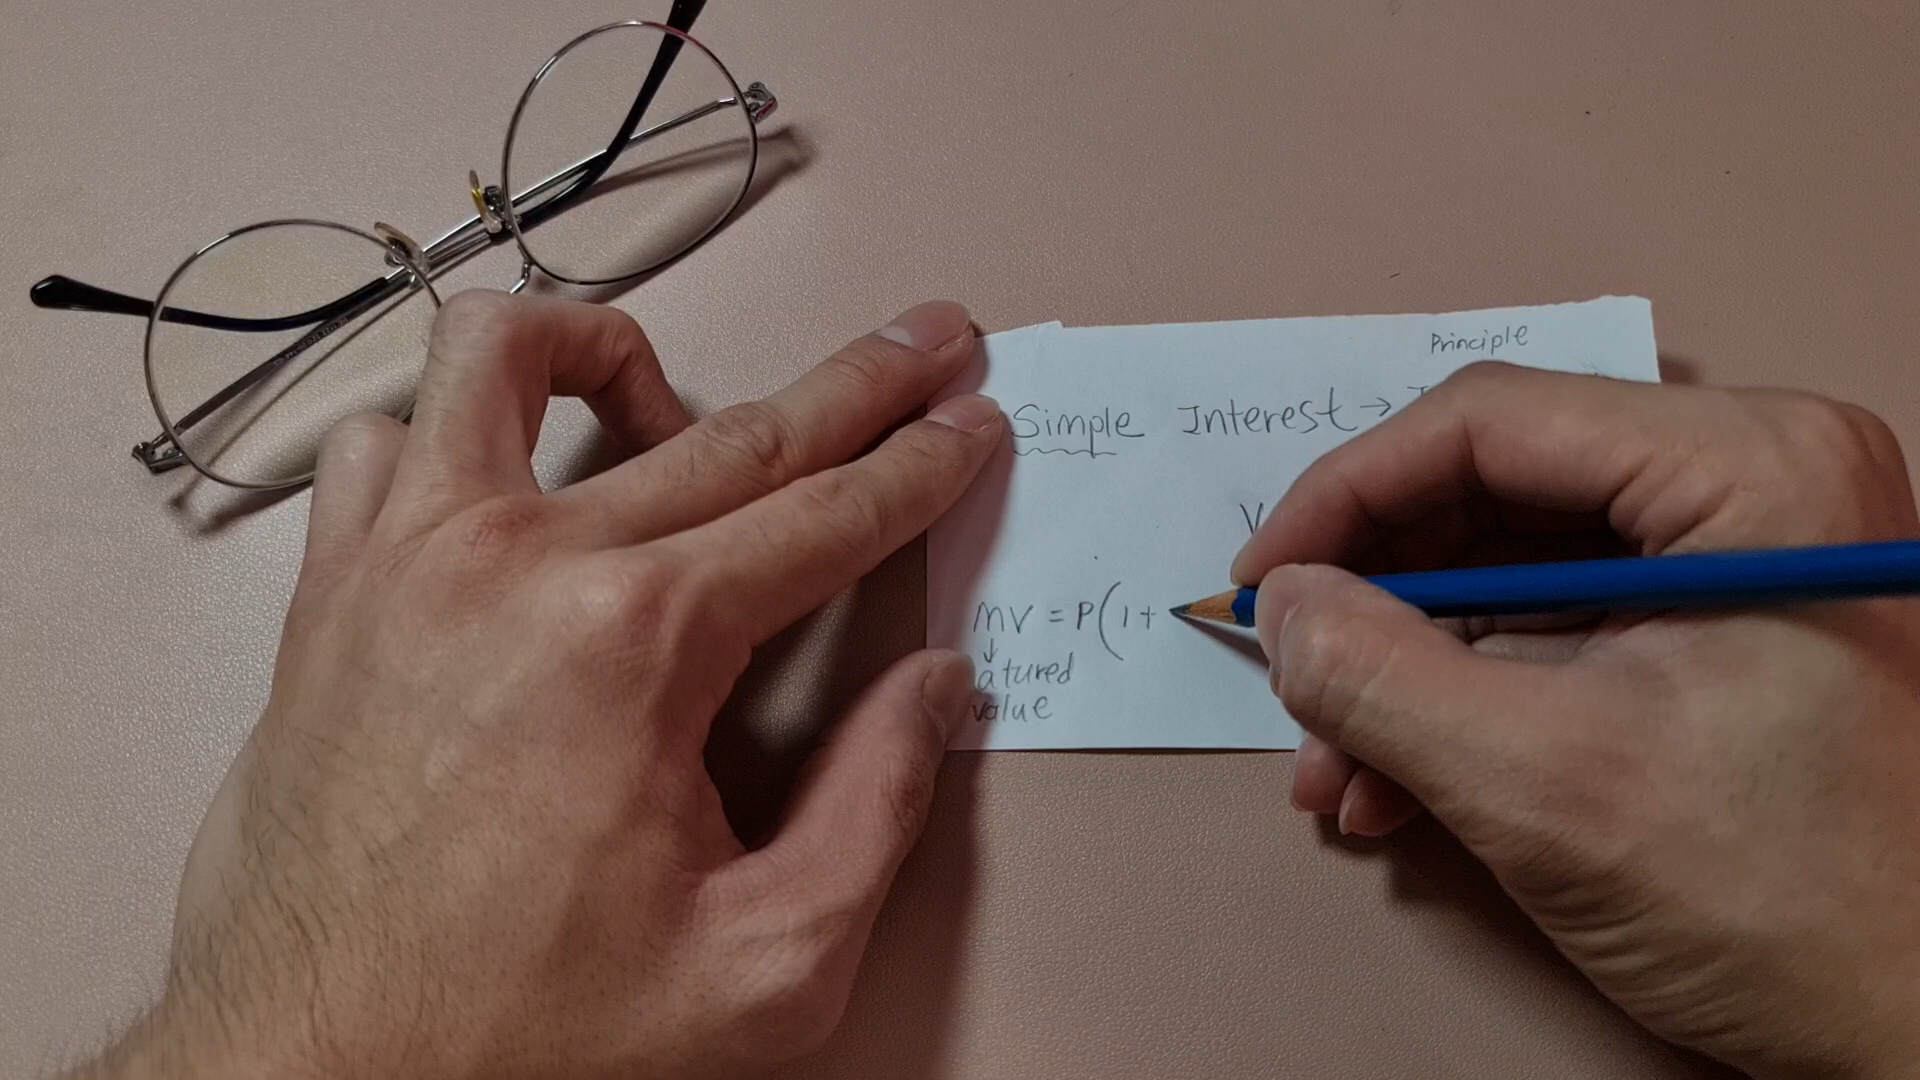 Principle
Simple Interest →
mv = P(1+
↓
atured
value